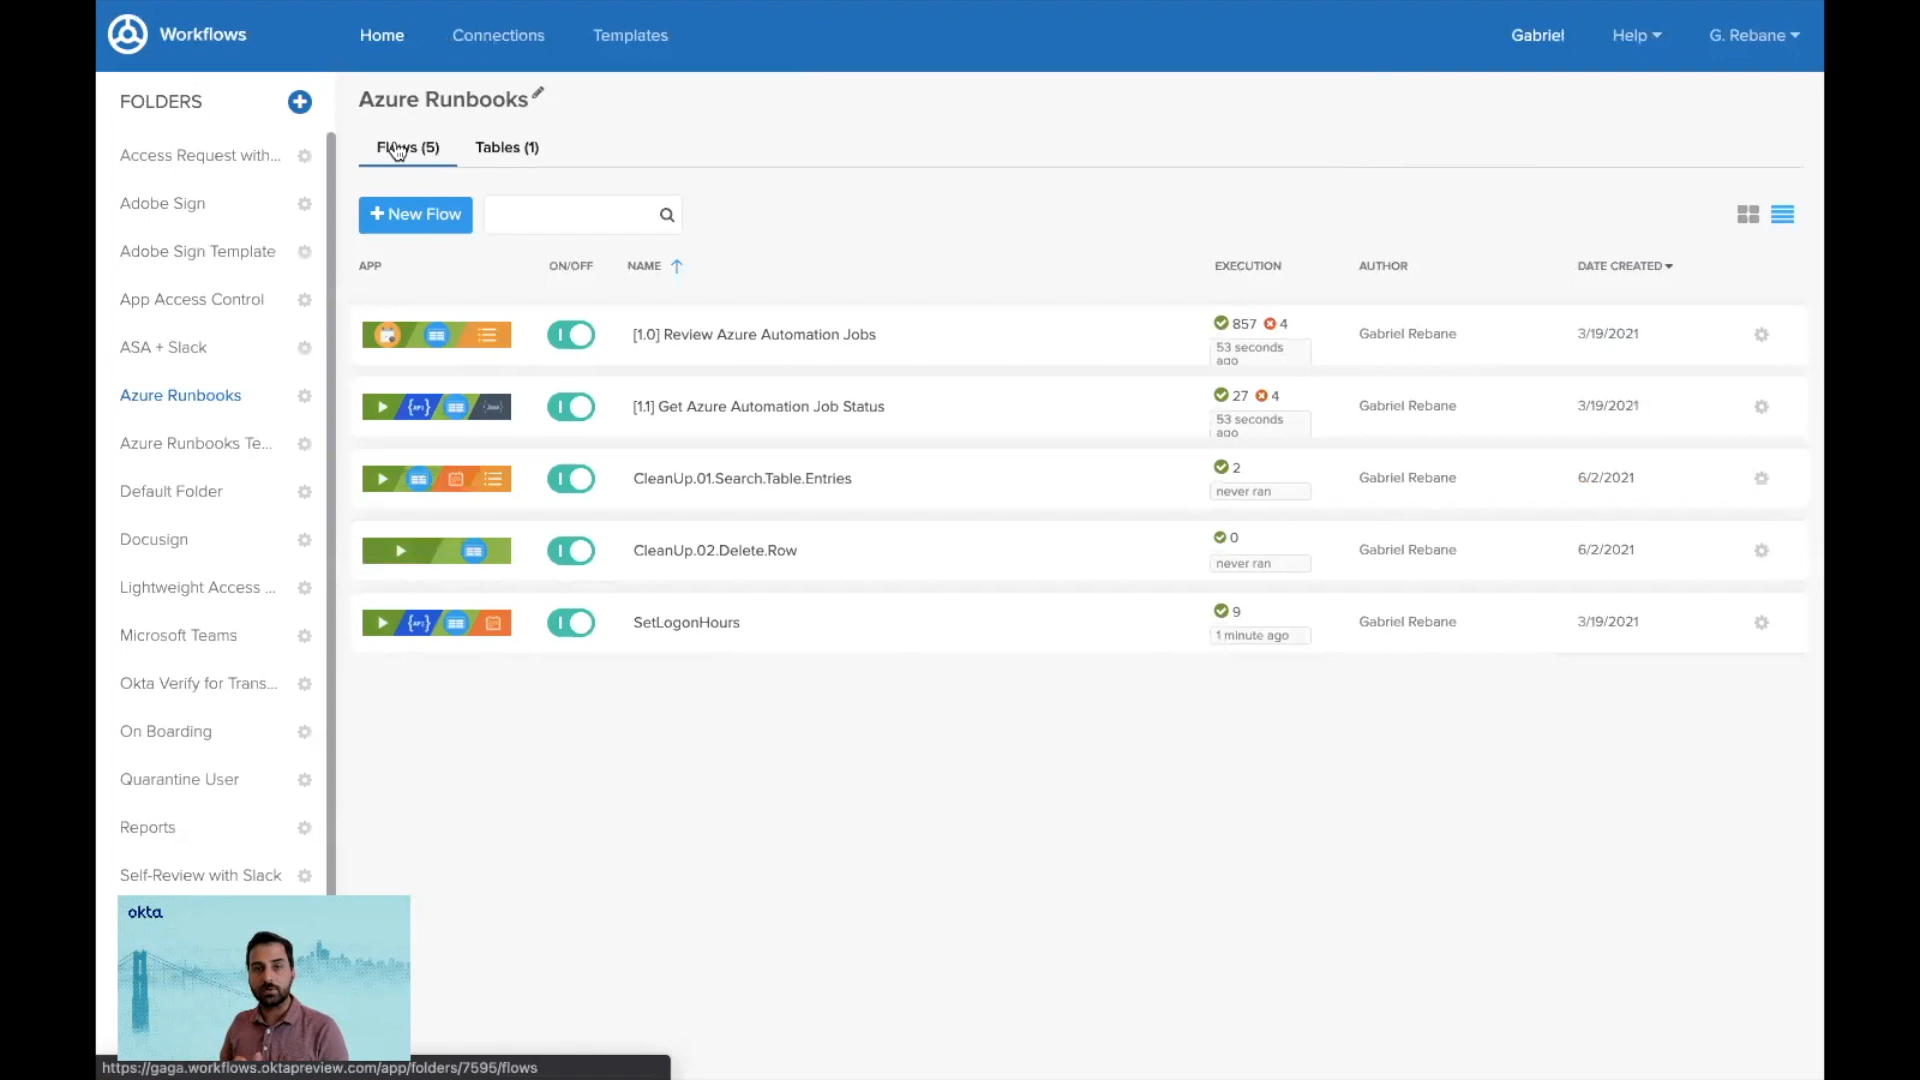 Workflows
Home
Connections
Templates
Gabriel
Help
G. Rebane
FOLDERS
Access Request with...
Adobe Sign
Adobe Sign Template
App Access Control
ASA + Slack
Azure Runbooks
Azure Runbooks Te...
Default Folder
Docusign
Lightweight Access ...
Microsoft Teams
Okta Verify for Trans...
On Boarding
Quarantine User
Reports
Self-Review with Slack
Azure Runbooks
Flows (5)
Tables (1)
+ New Flow
APP
ON/OFF
NAME
EXECUTION
AUTHOR
DATE CREATED
[1.0] Review Azure Automation Jobs
857 4
53 seconds
ago
Gabriel Rebane
3/19/2021
{API}
[1.1] Get Azure Automation Job Status
27 4
53 seconds
ago
Gabriel Rebane
3/19/2021
CleanUp.01.Search.Table.Entries
2
never ran
Gabriel Rebane
6/2/2021
CleanUp.02.Delete.Row
0
never ran
Gabriel Rebane
6/2/2021
{API}
SetLogonHours
9
1 minute ago
Gabriel Rebane
3/19/2021
okta
https://gaga.workflows.oktapreview.com/app/folders/7595/flows